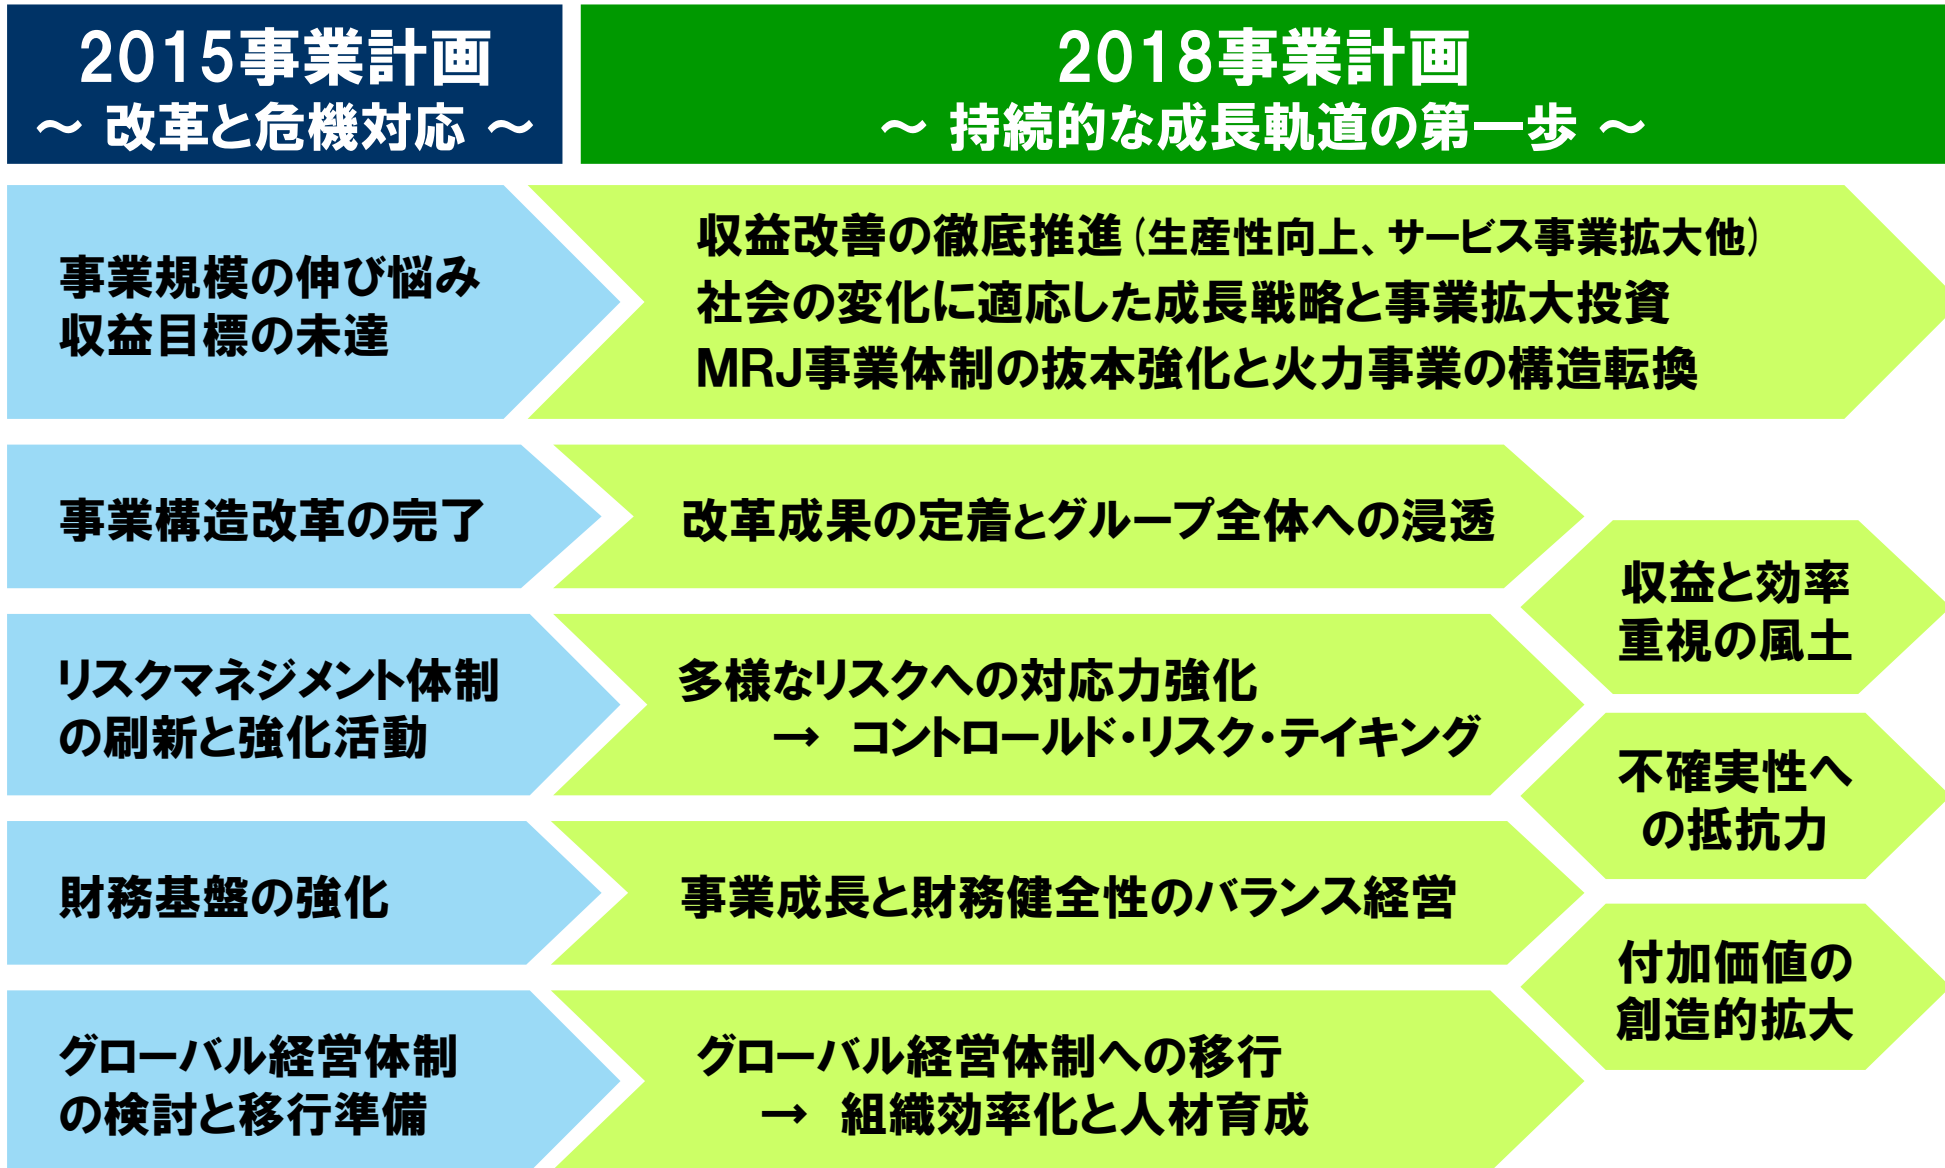 2015事業計画
～ 改革と危機対応 ～
2018事業計画
～ 持続的な成長軌道の第一歩 ～
事業規模の伸び悩み
収益目標の未達
収益改善の徹底推進（生産性向上、サービス事業拡大他）
社会の変化に適応した成長戦略と事業拡大投資
MRJ事業体制の抜本強化と火力事業の構造転換
事業構造改革の完了
改革成果の定着とグループ全体への浸透
リスクマネジメント体制
の刷新と強化活動
多様なリスクへの対応力強化
→ コントロールド・リスク・テイキング
財務基盤の強化
事業成長と財務健全性のバランス経営
グローバル経営体制
の検討と移行準備
グローバル経営体制への移行
→ 組織効率化と人材育成
収益と効率
重視の風土
不確実性へ
の抵抗力
付加価値の
創造的拡大